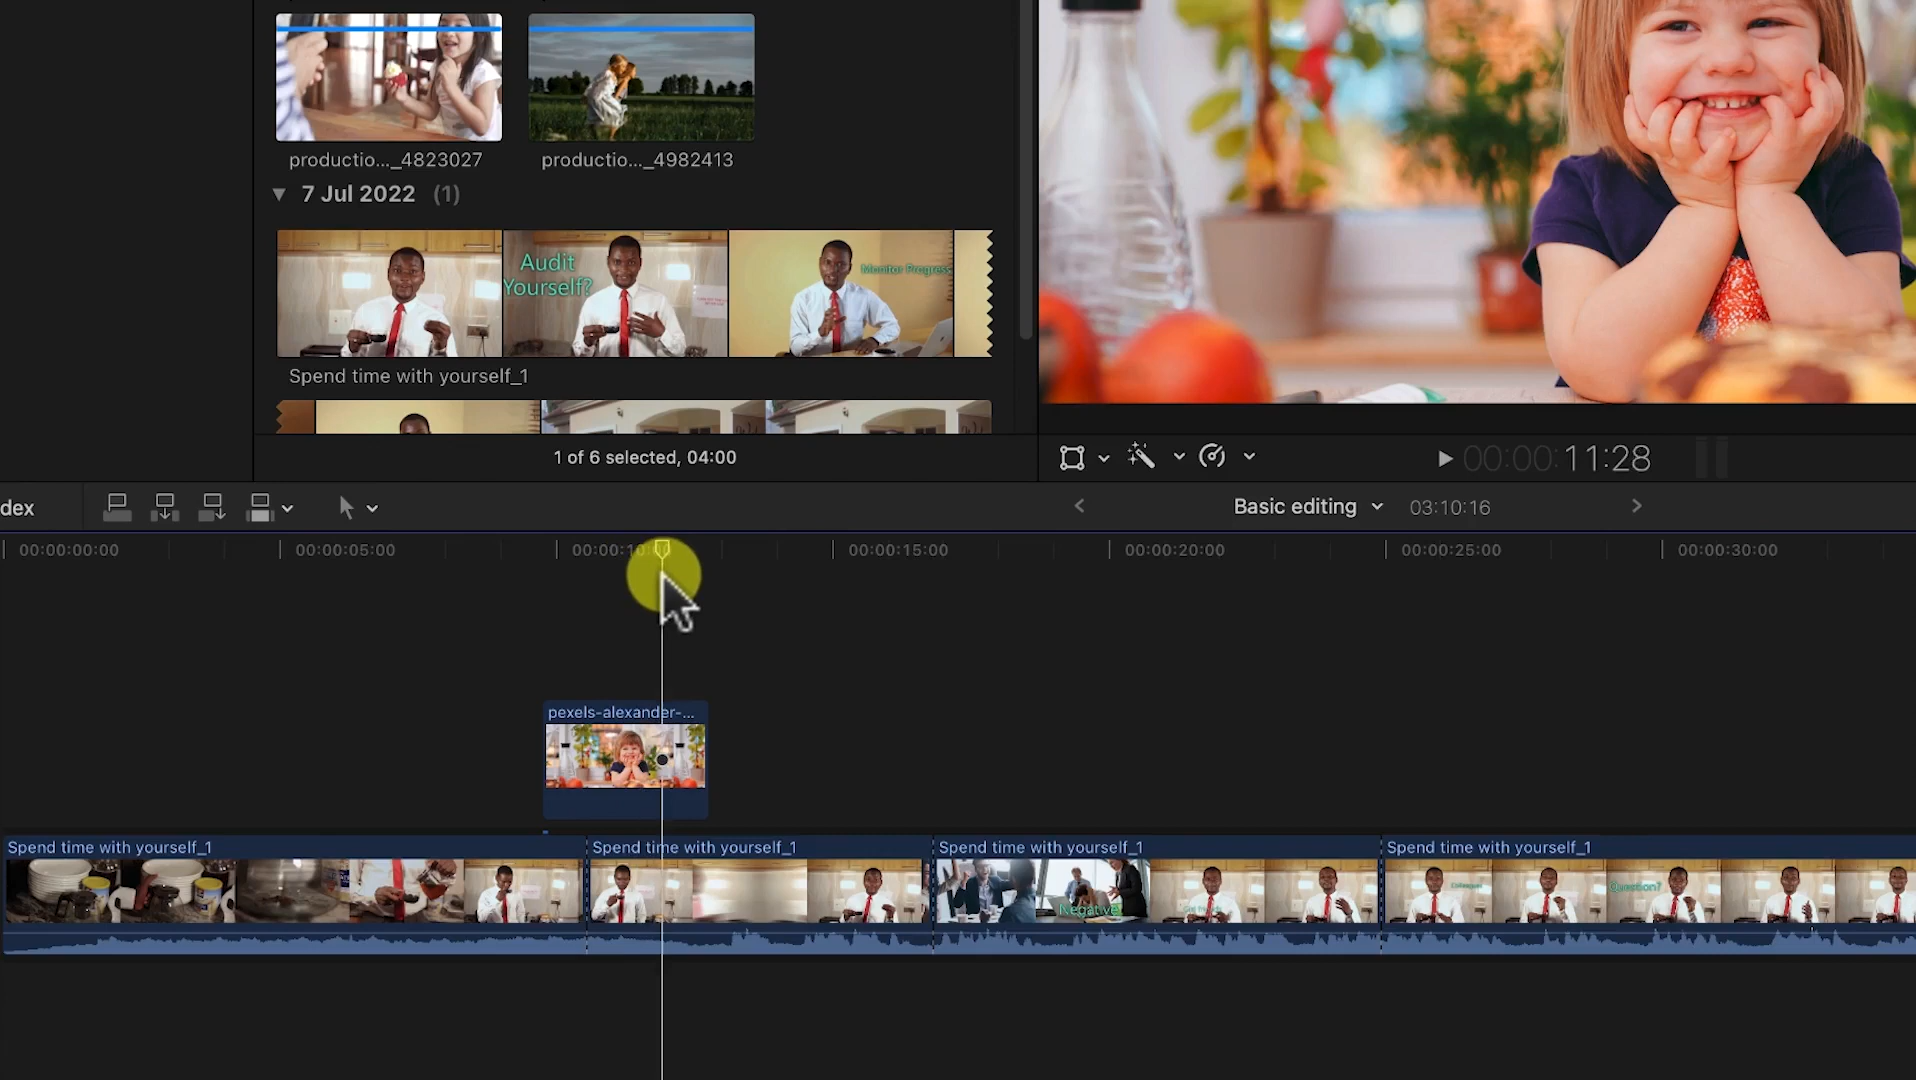 productio..._4823027
productio..._4982413
7 Jul 2022 (1)
Audit
Yourself?
Monitor Progress
Spend time with yourself_1
1 of 6 selected, 04:00
00:00:11:28
dex
Basic editing
03:10:16
00:00:00:00
00:00:05:00
00:00:10:00
00:00:15:00
00:00:20:00
00:00:25:00
00:00:30:00
pexels-alexander-...
Spend time with yourself_1
Spend time with yourself_1
Spend time with yourself_1
Spend time with yourself_1
Negative
Question?